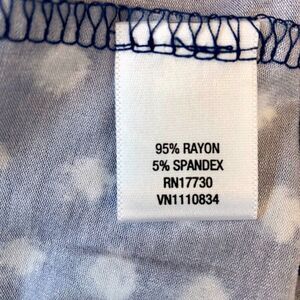 95% RAYON
5% SPANDEX
RN17730
VN1110834